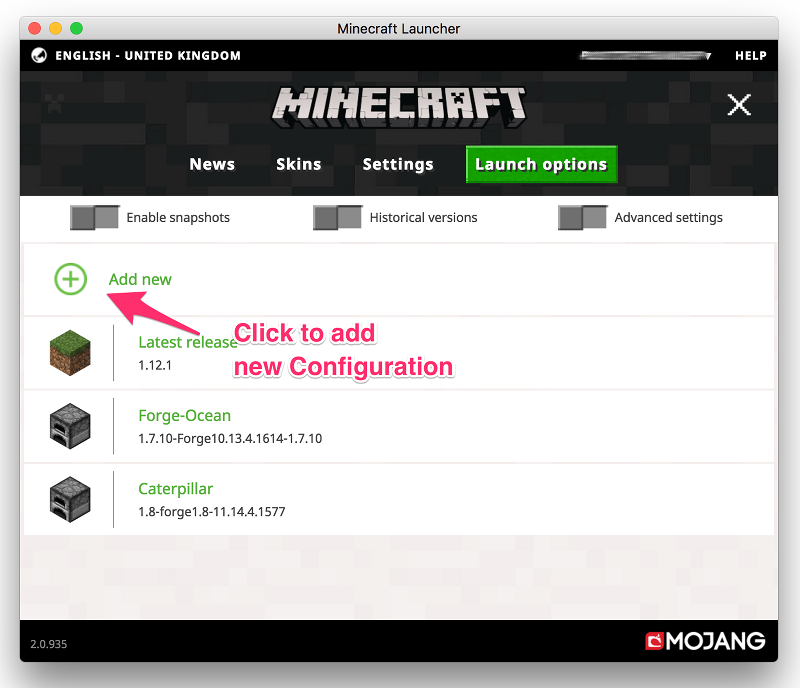 Minecraft Launcher
ENGLISH - UNITED KINGDOM
HELP
MINECRAFT
News Skins Settings Launch options
Enable snapshots Historical versions Advanced settings
Add new
Click to add
new Configuration
Latest release
1.12.1
Forge-Ocean
1.7.10-Forge10.13.4.1614-1.7.10
Caterpillar
1.8-forge1.8-11.14.4.1577
2.0.935
MOJANG